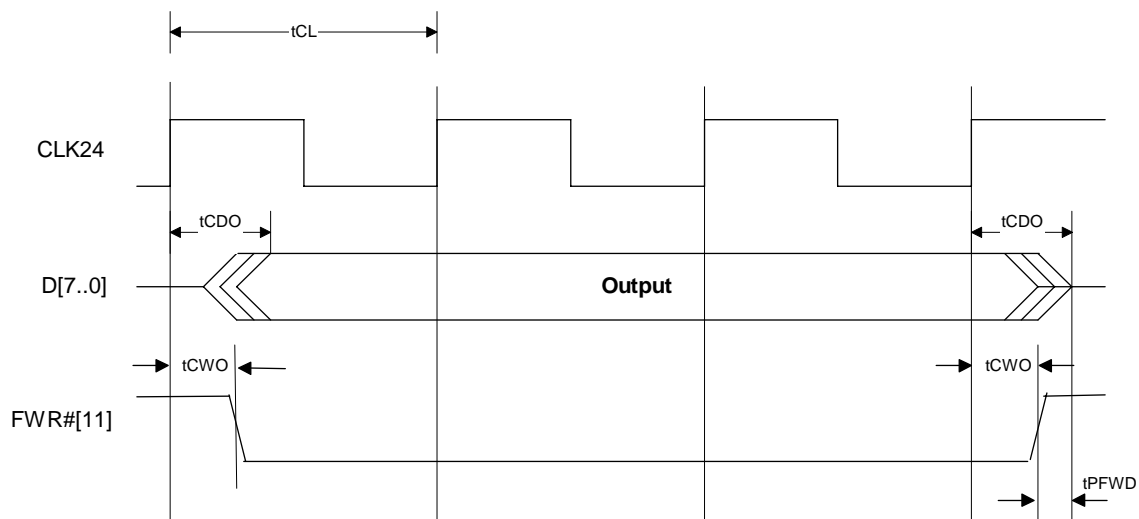 tCL
CLK24
tCDO
tCDO
D[7..0]
Output
tCWO
tCWO
FWR#[11]
tPFWD